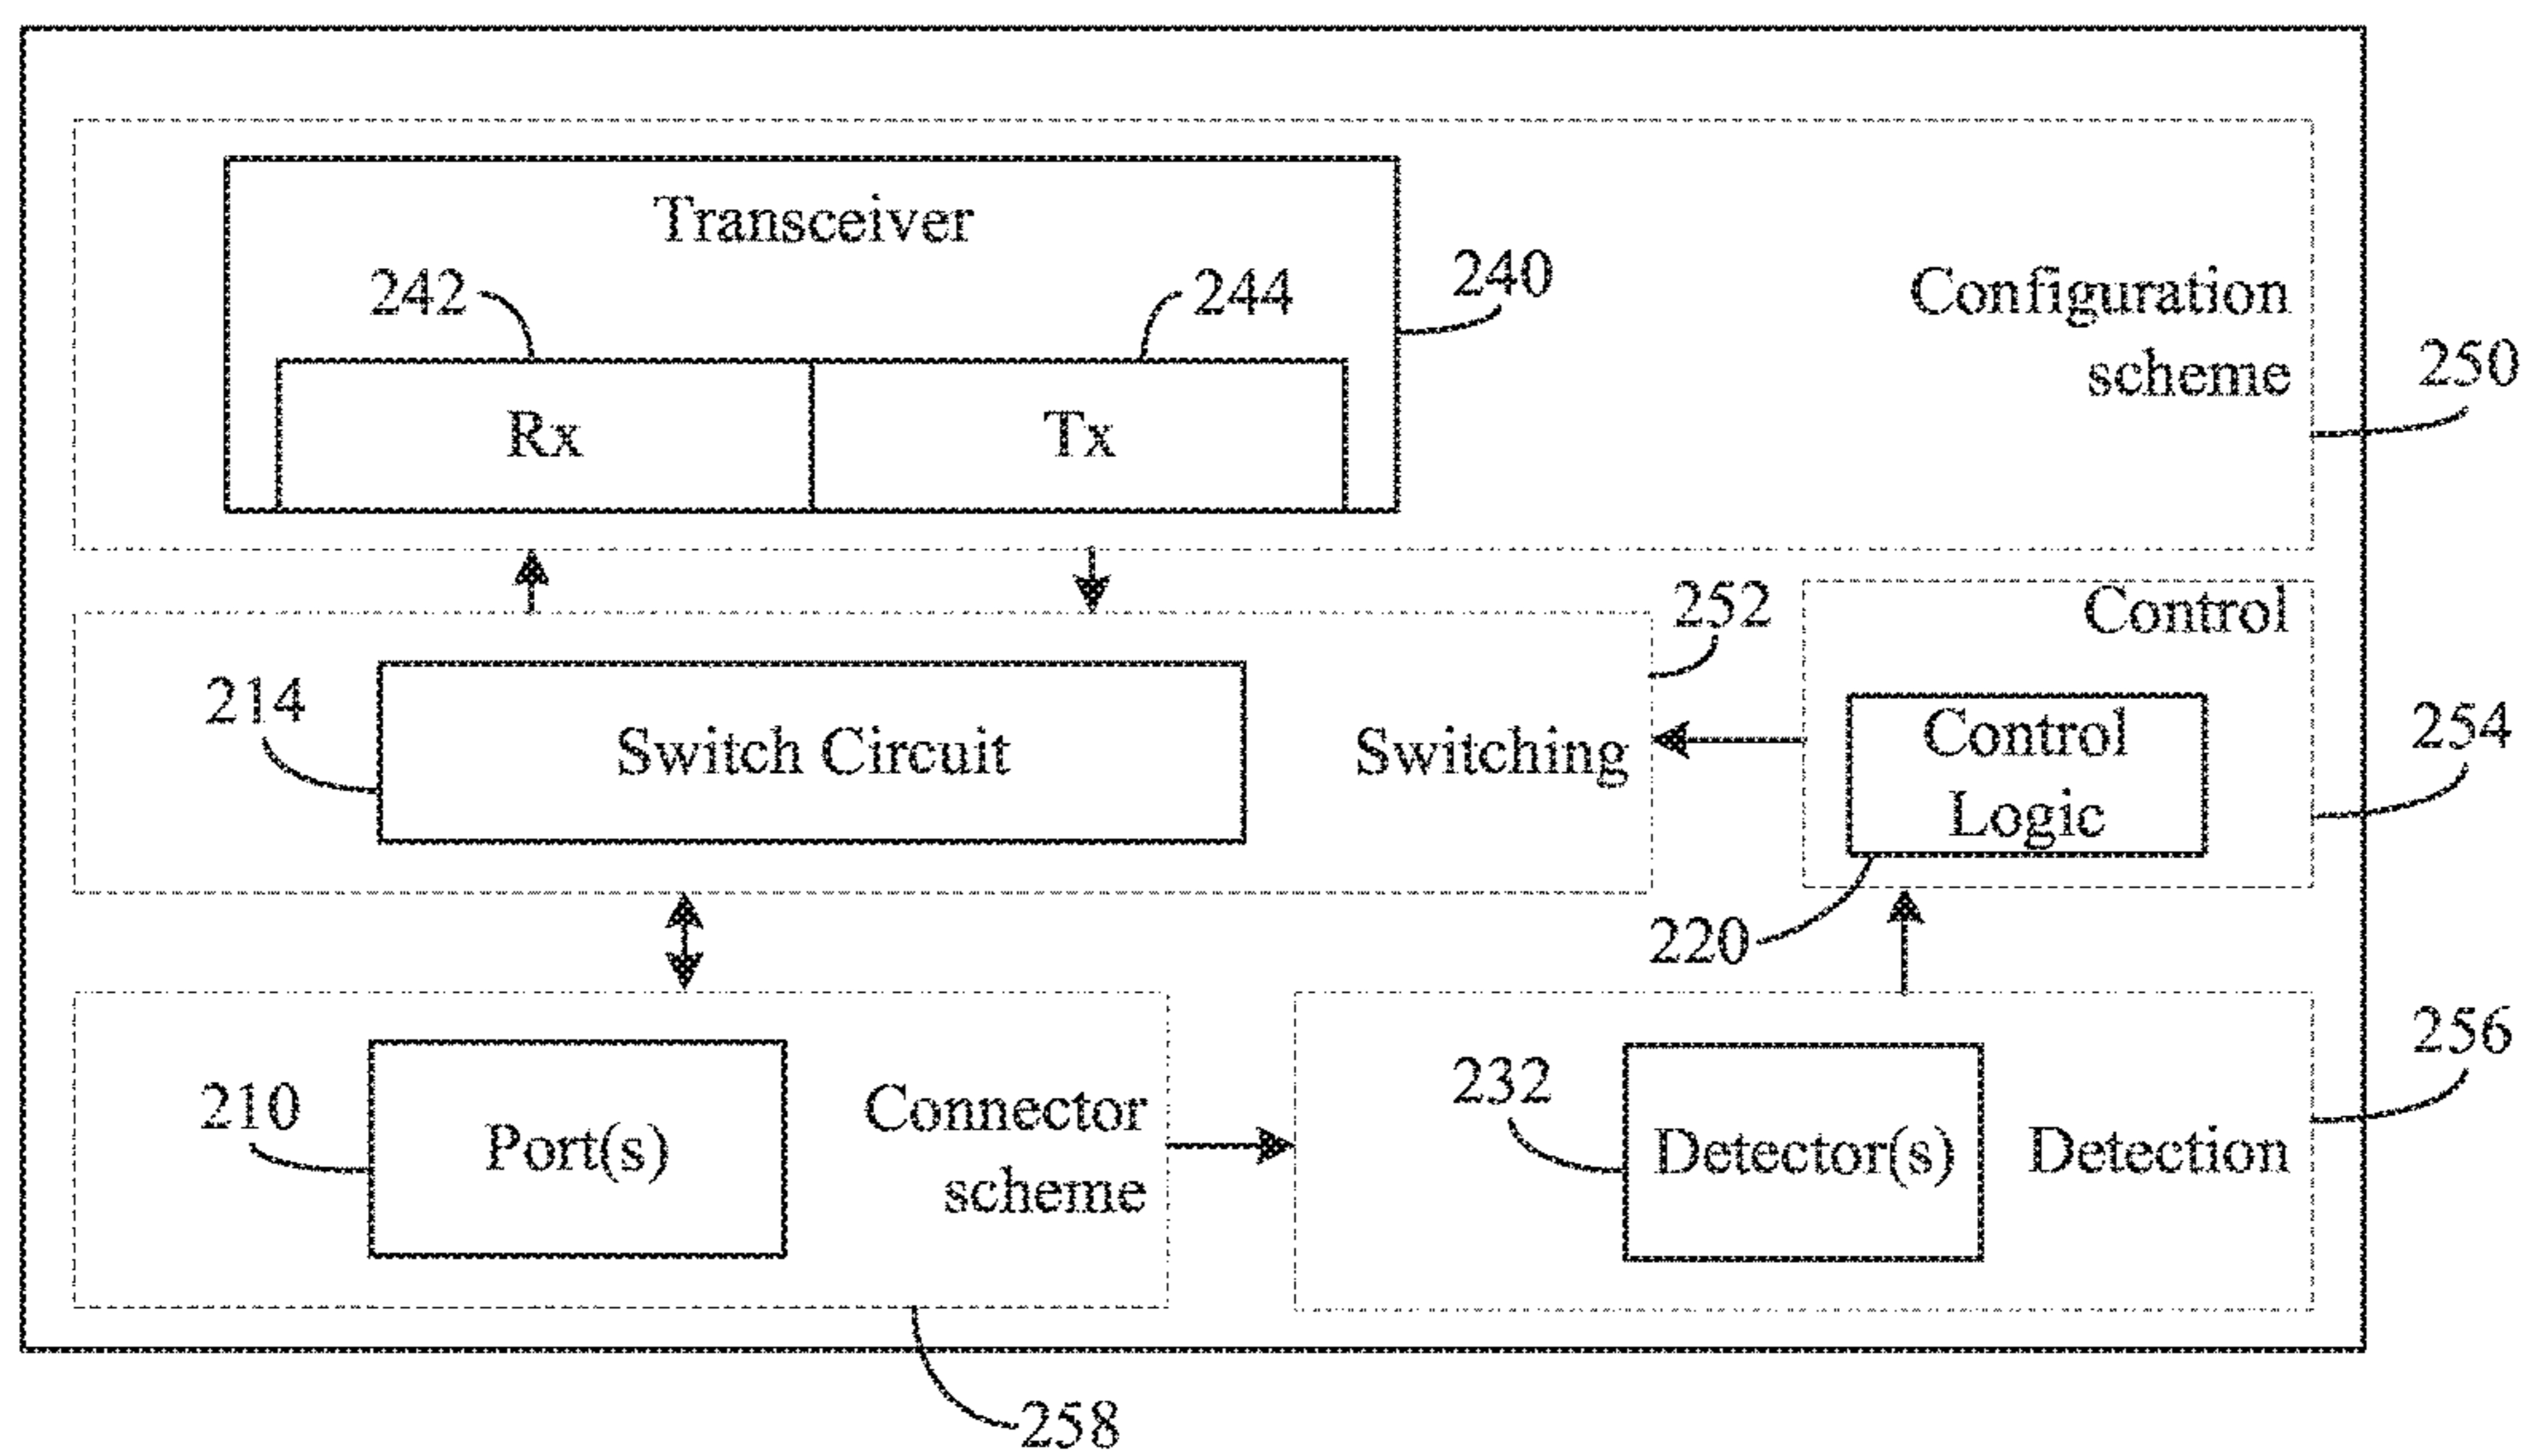 Transceiver
242
244
240
Configuration
scheme
250
Rx
Tx
252
Control
214
Switch Circuit
Switching
Control
Logic
254
220
210
Port(s)
Connector
scheme
232
Detector(s)
Detection
256
258